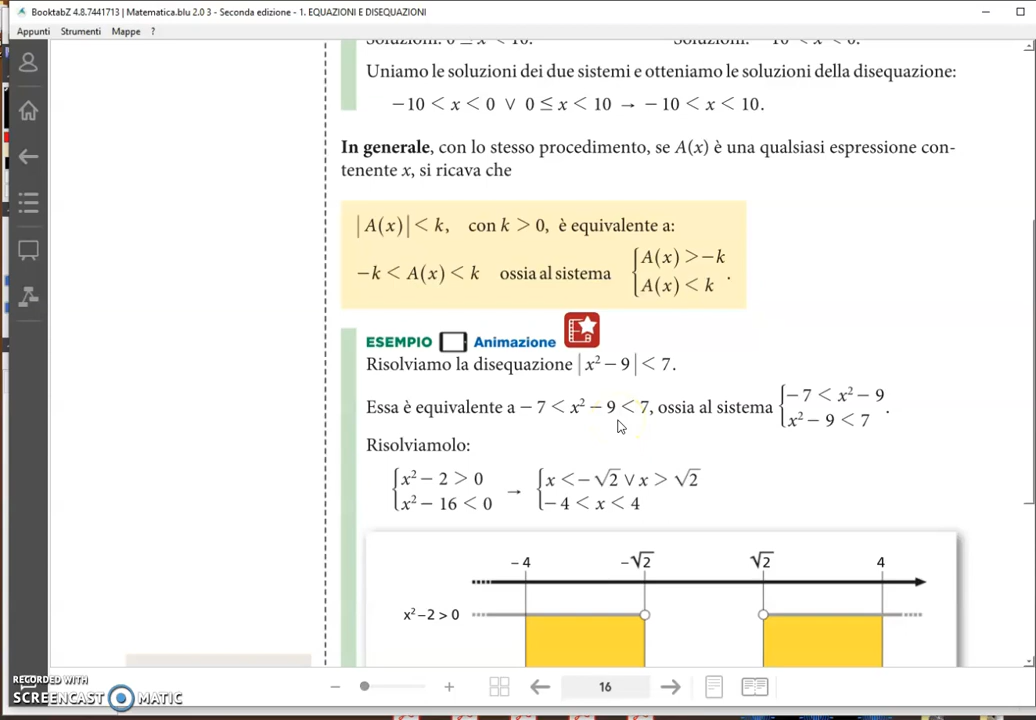 BooktabZ 4.8.7441713 | Matematica.blu 2.0 3 - Seconda edizione - 1. EQUAZIONI E DISEQUAZIONI
Appunti Strumenti Mappe ?
Uniamo le soluzioni dei due sistemi e otteniamo le soluzioni della disequazione:
−10 < x < 0 ∨ 0 ≤ x < 10 → −10 < x < 10.
In generale, con lo stesso procedimento, se A(x) è una qualsiasi espressione con-
tenente x, si ricava che
|A(x)| < k, con k > 0, è equivalente a:
−k < A(x) < k ossia al sistema { A(x) > −k
A(x) < k .
ESEMPIO Animazione
Risolviamo la disequazione |x² − 9| < 7.
Essa è equivalente a −7 < x² − 9 < 7, ossia al sistema { −7 < x² − 9
x² − 9 < 7 .
Risolviamolo:
{ x² − 2 > 0 → { x < −√2 ∨ x > √2
x² − 16 < 0 −4 < x < 4
−4 −√2 √2 4
x² − 2 > 0
RECORDED WITH
SCREENCAST MATIC
16